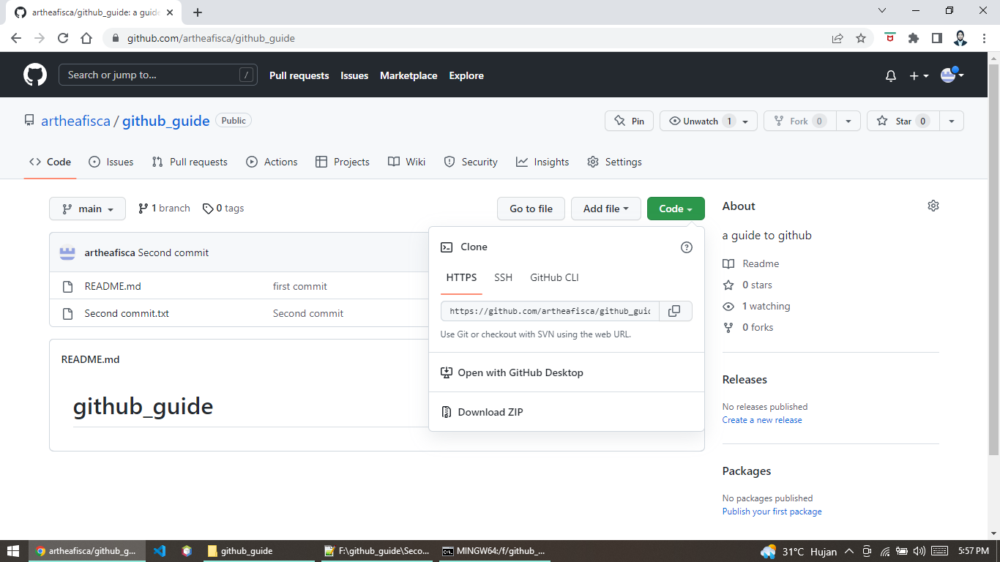 artheafisca/github_guide: a guide
github.com/artheafisca/github_guide
Search or jump to... /
Pull requests Issues Marketplace Explore
artheafisca / github_guide Public
Pin Unwatch 1 Fork 0 Star 0
Code Issues Pull requests Actions Projects Wiki Security Insights Settings
main 1 branch 0 tags Go to file Add file Code
artheafisca Second commit
README.md first commit
Second commit.txt Second commit
README.md
github_guide
Clone
HTTPS SSH GitHub CLI
https://github.com/artheafisca/github_guid
Use Git or checkout with SVN using the web URL.
Open with GitHub Desktop
Download ZIP
About
a guide to github
Readme
0 stars
1 watching
0 forks
Releases
No releases published
Create a new release
Packages
No packages published
Publish your first package
artheafisca/github_g... github_guide F:\github_guide\Seco... MINGW64:/f/github_... 31°C Hujan 5:57 PM